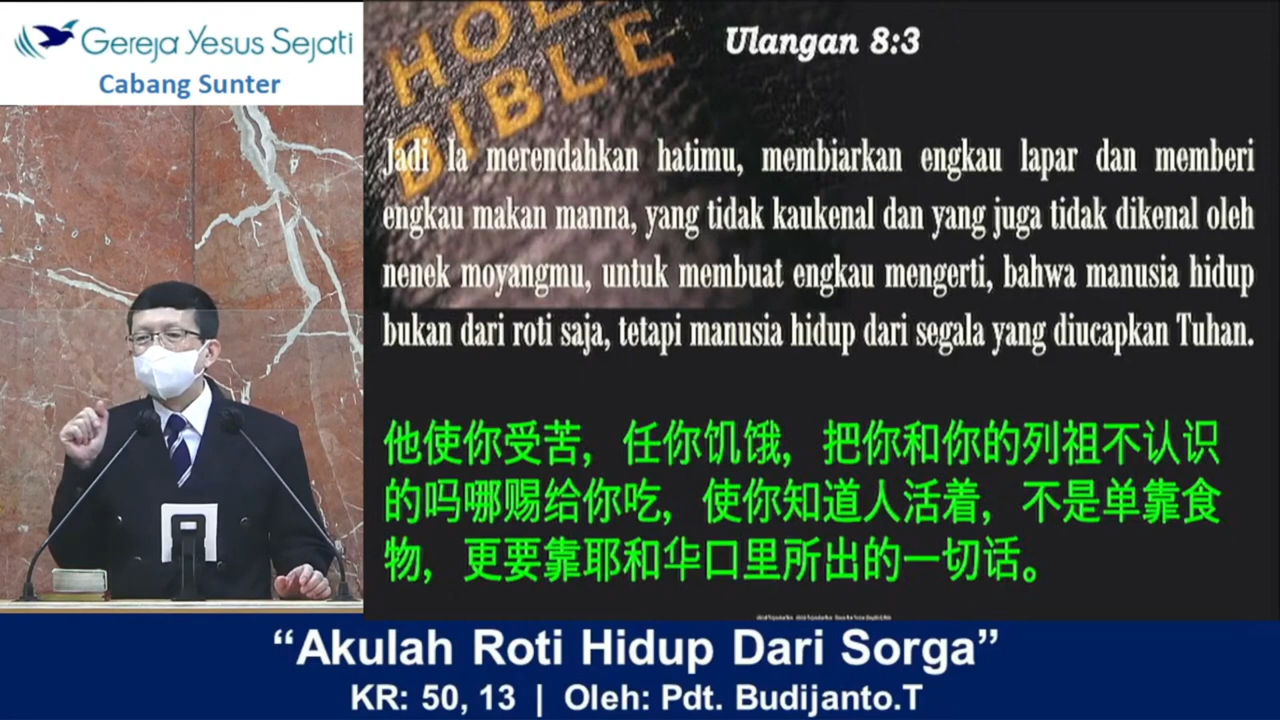 Gereja Yesus Sejati
Cabang Sunter
HOL
BIBLE
Ulangan 8:3
Jadi Ia merendahkan hatimu, membiarkan engkau lapar dan memberi
engkau makan manna, yang tidak kaukenal dan yang juga tidak dikenal oleh
nenek moyangmu, untuk membuat engkau mengerti, bahwa manusia hidup
bukan dari roti saja, tetapi manusia hidup dari segala yang diucapkan Tuhan.
他使你受苦，任你饥饿，把你和你的列祖不认识
的吗哪赐给你吃，使你知道人活着，不是单靠食
物，更要靠耶和华口里所出的一切话。
“Akulah Roti Hidup Dari Sorga”
KR: 50, 13 | Oleh: Pdt. Budijanto.T